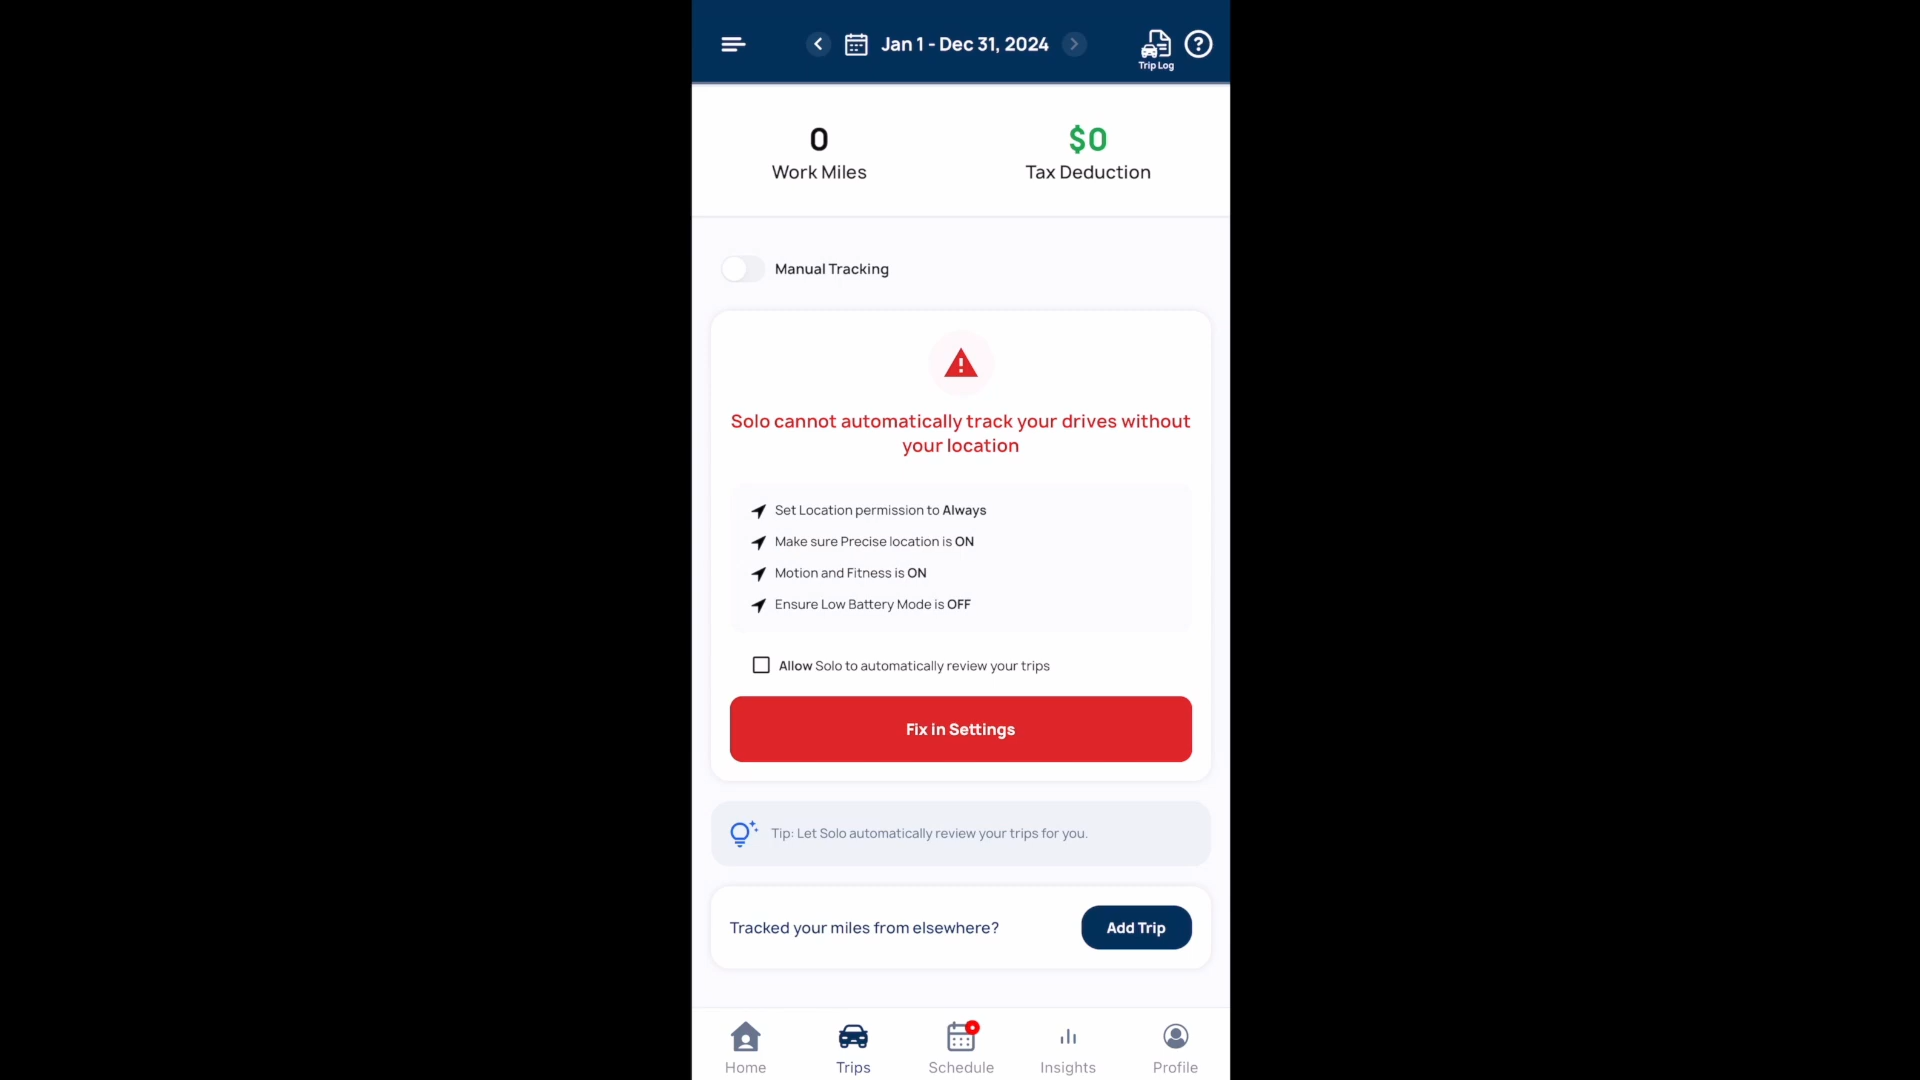 Jan 1 - Dec 31, 2024
Trip Log
0
Work Miles
$0
Tax Deduction
Manual Tracking
Solo cannot automatically track your drives without
your location
Set Location permission to Always
Make sure Precise location is ON
Motion and Fitness is ON
Ensure Low Battery Mode is OFF
Allow Solo to automatically review your trips
Fix in Settings
Tip: Let Solo automatically review your trips for you.
Tracked your miles from elsewhere?
Add Trip
Home
Trips
Schedule
Insights
Profile